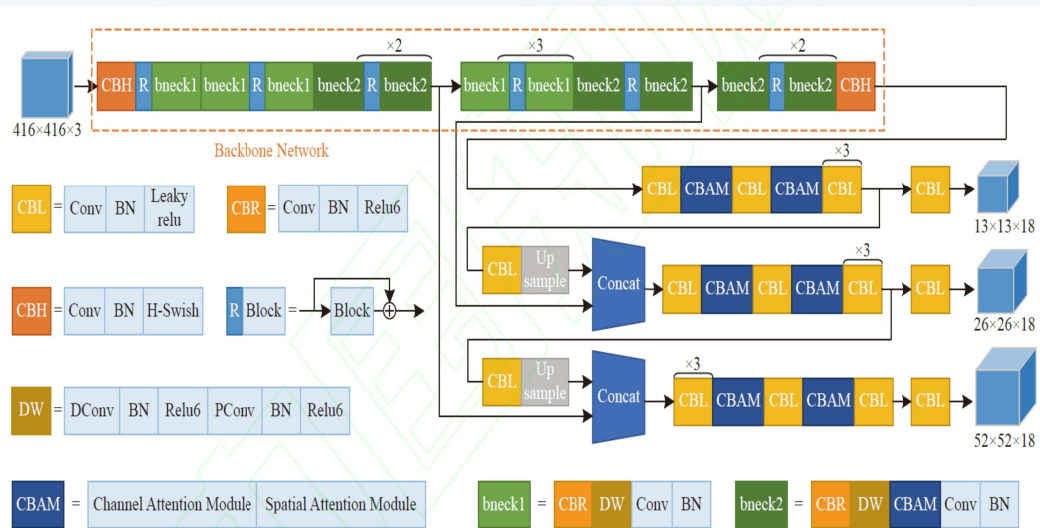 ×2
×3
×2
CBH R bneck1 bneck1 R bneck1 bneck2 R bneck2
bneck1 R bneck1 bneck2 R bneck2
bneck2 R bneck2 CBH
416×416×3
Backbone Network
×3
CBL CBAM CBL CBAM CBL CBL
13×13×18
CBL = Conv BN Leaky relu
CBR = Conv BN Relu6
CBL Up sample Concat
×3
CBL CBAM CBL CBAM CBL CBL
26×26×18
CBH = Conv BN H-Swish
R Block = Block
CBL Up sample Concat
×3
CBL CBAM CBL CBAM CBL CBL
52×52×18
DW = DConv BN Relu6 PConv BN Relu6
CBAM = Channel Attention Module Spatial Attention Module
bneck1 = CBR DW Conv BN
bneck2 = CBR DW CBAM Conv BN